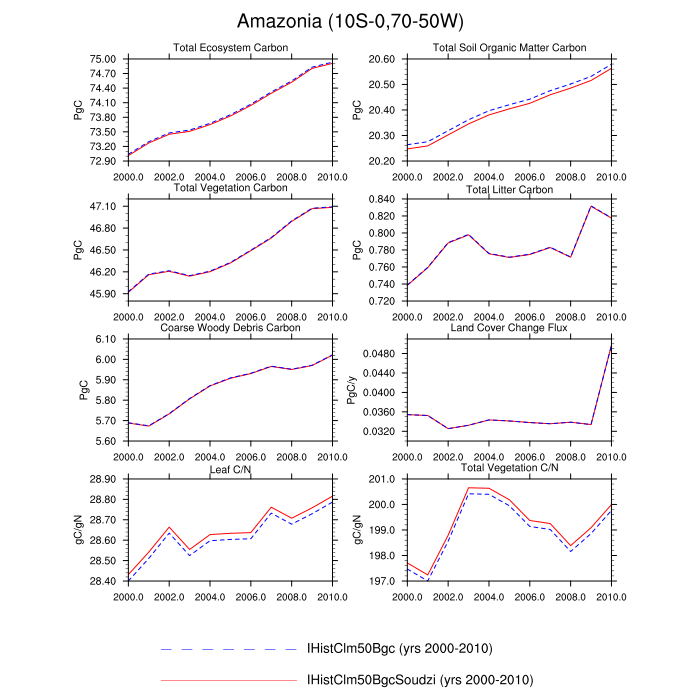 Amazonia (10S-0,70-50W)
Total Ecosystem Carbon
PgC
75.00
74.70
74.40
74.10
73.80
73.50
73.20
72.90
2000.0 2002.0 2004.0 2006.0 2008.0 2010.0
Total Soil Organic Matter Carbon
PgC
20.60
20.50
20.40
20.30
20.20
2000.0 2002.0 2004.0 2006.0 2008.0 2010.0
Total Vegetation Carbon
PgC
47.10
46.80
46.50
46.20
45.90
2000.0 2002.0 2004.0 2006.0 2008.0 2010.0
Total Litter Carbon
PgC
0.840
0.820
0.800
0.780
0.760
0.740
0.720
2000.0 2002.0 2004.0 2006.0 2008.0 2010.0
Coarse Woody Debris Carbon
PgC
6.10
6.00
5.90
5.80
5.70
5.60
2000.0 2002.0 2004.0 2006.0 2008.0 2010.0
Land Cover Change Flux
PgC/y
0.0480
0.0440
0.0400
0.0360
0.0320
2000.0 2002.0 2004.0 2006.0 2008.0 2010.0
Leaf C/N
gC/gN
28.90
28.80
28.70
28.60
28.50
28.40
2000.0 2002.0 2004.0 2006.0 2008.0 2010.0
Total Vegetation C/N
gC/gN
201.0
200.0
199.0
198.0
197.0
2000.0 2002.0 2004.0 2006.0 2008.0 2010.0
IHistClm50Bgc (yrs 2000-2010)
IHistClm50BgcSoudzi (yrs 2000-2010)